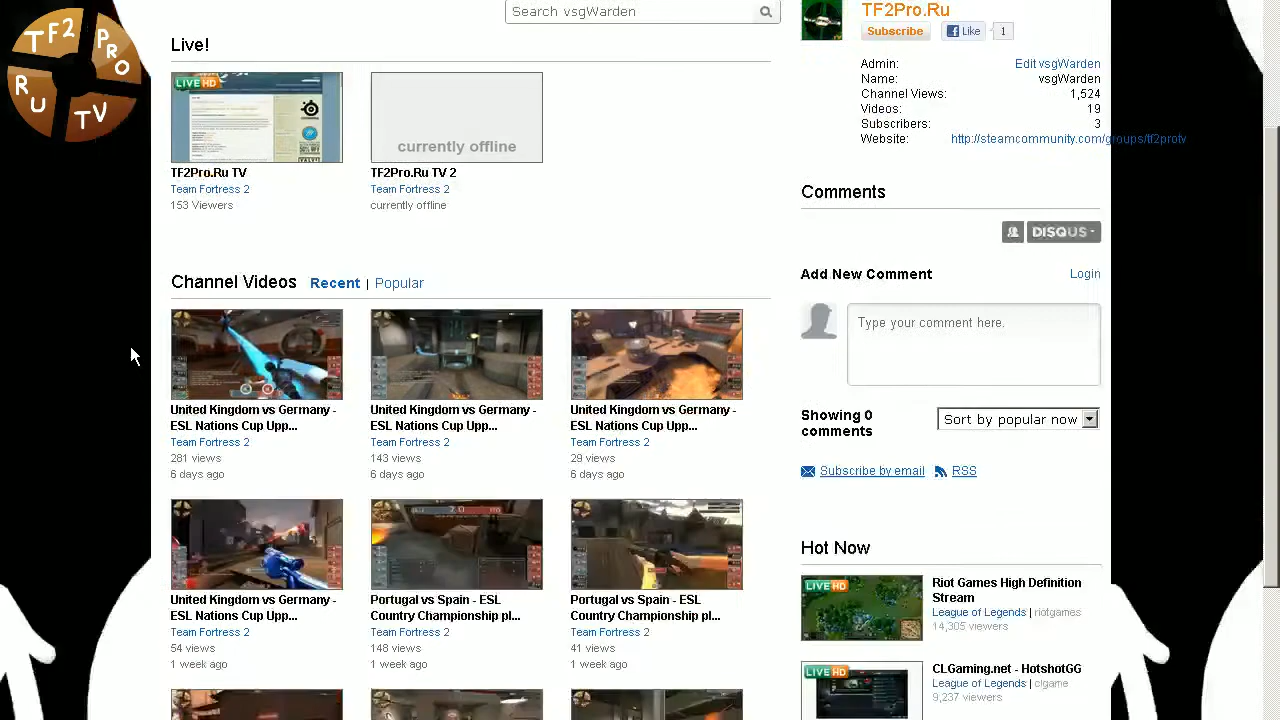 TF2 PRO RU TV
Search vsgWarden
TF2Pro.Ru
Subscribe
Like
1
Live!
LIVE HD
currently offline
TF2Pro.Ru TV
Team Fortress 2
153 Viewers
TF2Pro.Ru TV 2
Team Fortress 2
currently offline
Admin: Edit vsgWarden
Name: vsgWarden
Channel Views: ,524
Videos: 19
Subscribers: 3
Website: http://steamcommunity.com/groups/tf2protv
Comments
DISQUS
Add New Comment
Login
Type your comment here.
Showing 0
comments
Sort by popular now
Subscribe by email
RSS
Channel Videos
Recent | Popular
United Kingdom vs Germany -
ESL Nations Cup Upp...
Team Fortress 2
281 views
6 days ago
United Kingdom vs Germany -
ESL Nations Cup Upp...
Team Fortress 2
143 views
6 days ago
United Kingdom vs Germany -
ESL Nations Cup Upp...
Team Fortress 2
29 views
6 days ago
United Kingdom vs Germany -
ESL Nations Cup Upp...
Team Fortress 2
54 views
1 week ago
Portugal vs Spain - ESL
Country Championship pl...
Team Fortress 2
148 views
1 week ago
Portugal vs Spain - ESL
Country Championship pl...
Team Fortress 2
41 views
1 week ago
Hot Now
LIVE HD
Riot Games High Definition
Stream
League of Legends | riotgames
14,305 viewers
LIVE HD
CLGaming.net - HotshotGG
League of Legends | clgame
9,237 viewers